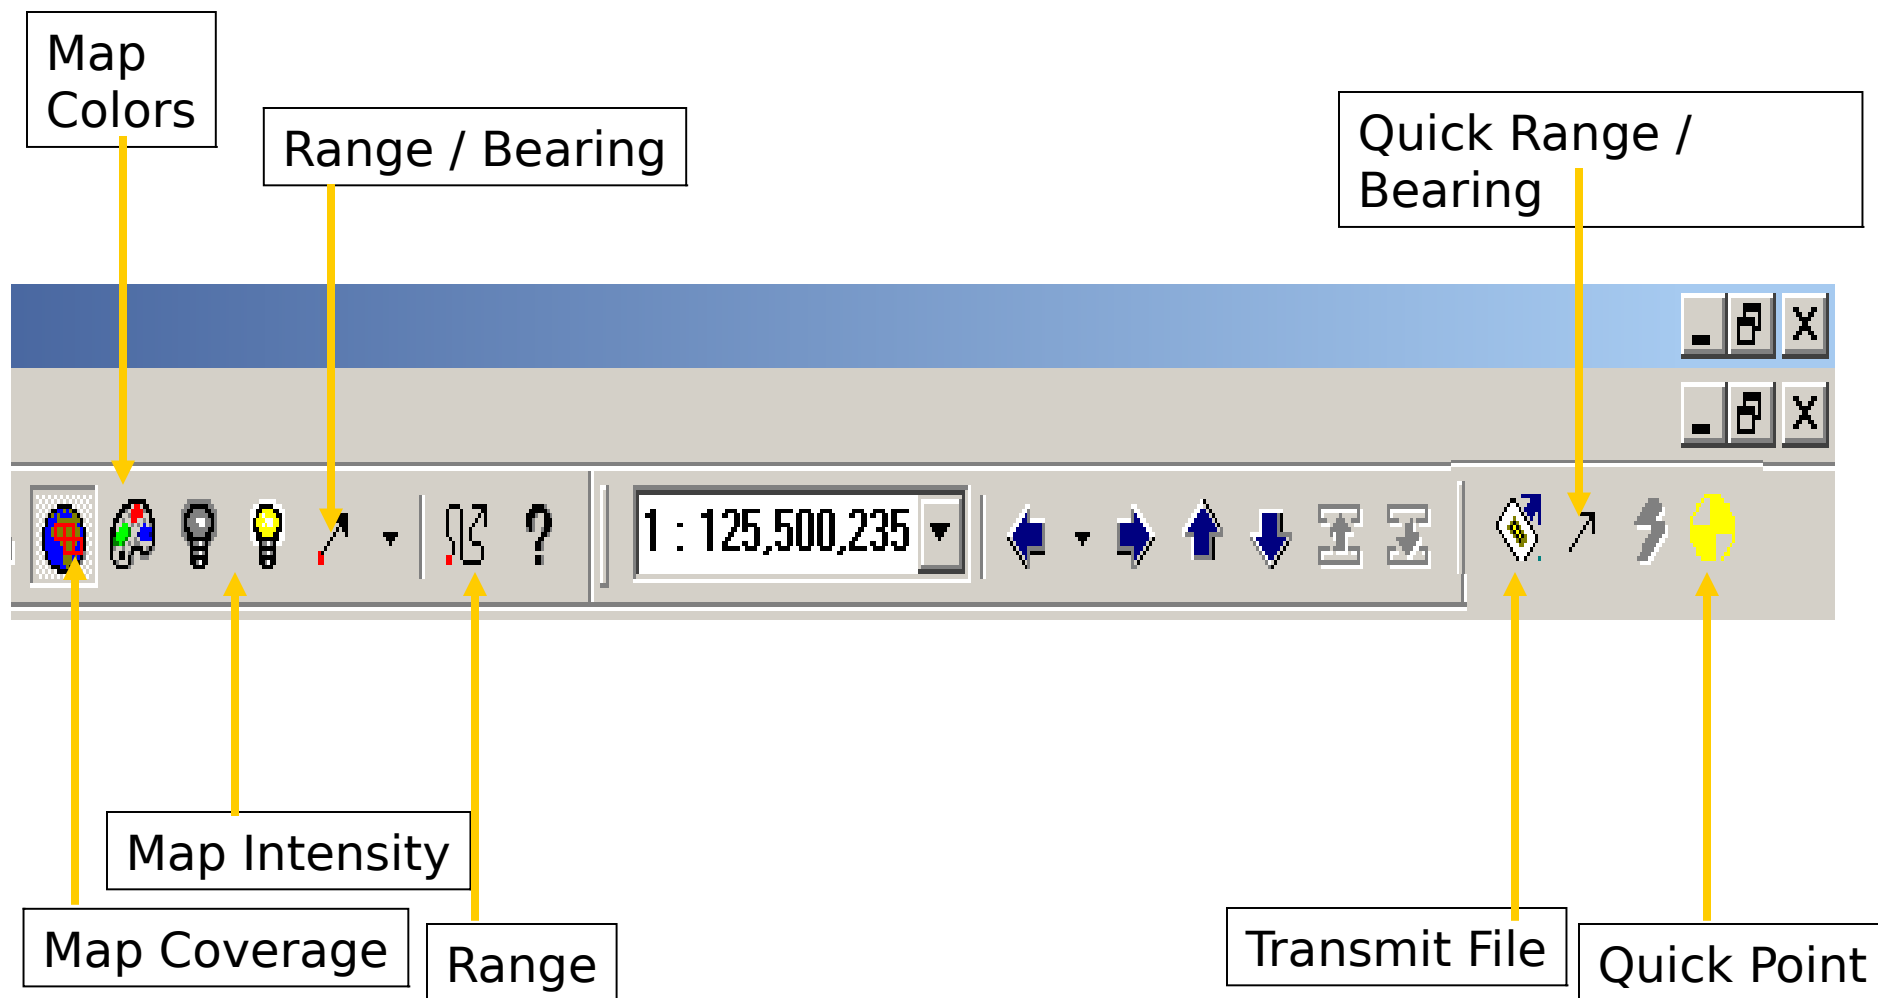 Map
Colors
Range / Bearing
Quick Range /
Bearing
1 : 125,500,235
Map Intensity
Map Coverage
Range
Transmit File
Quick Point